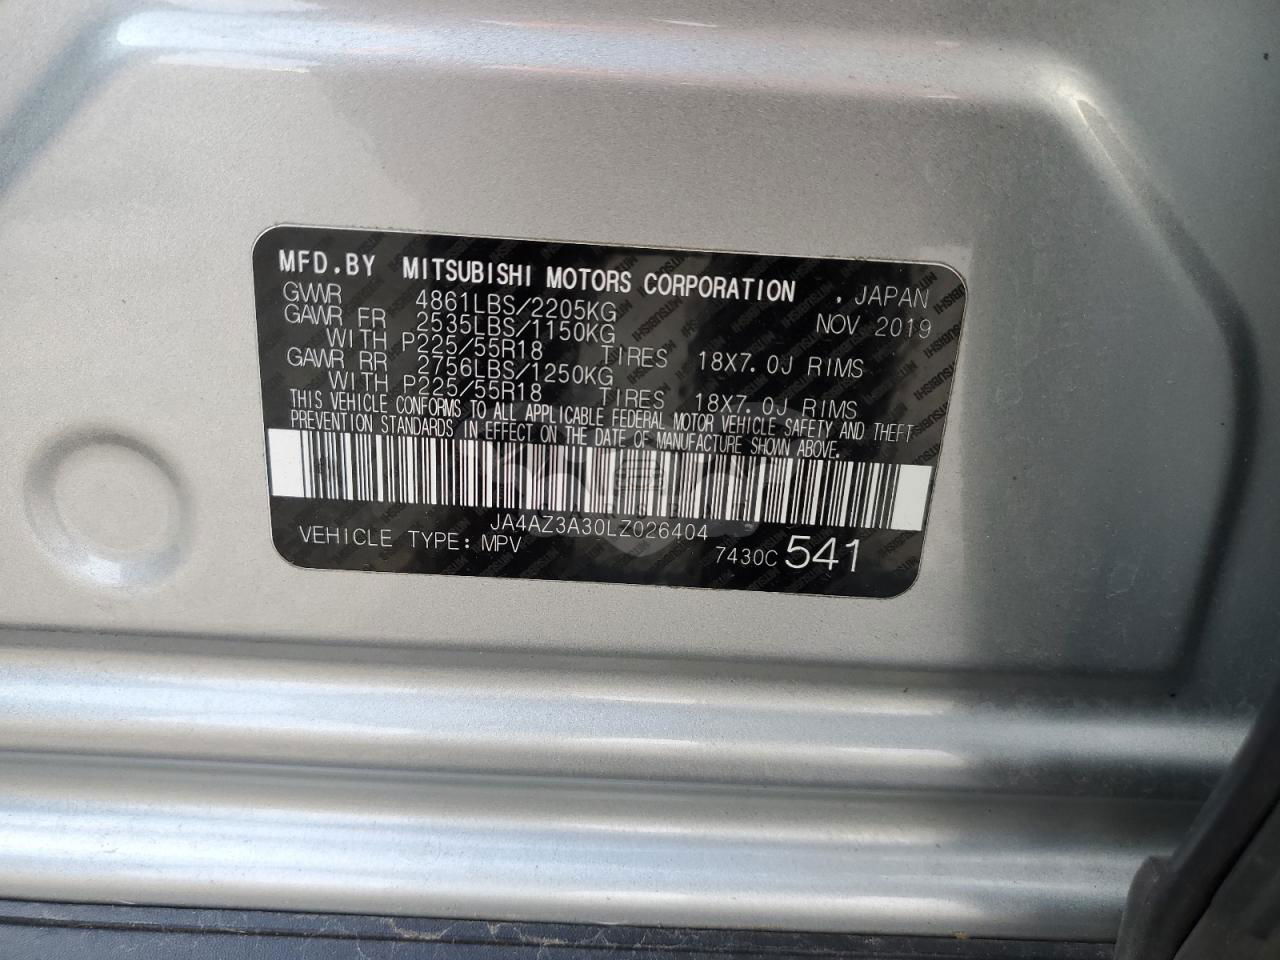 MFD.BY MITSUBISHI MOTORS CORPORATION , JAPAN
GVWR 4861LBS/2205KG NOV 2019
GAWR FR 2535LBS/1150KG
WITH P225/55R18 TIRES 18X7.0J RIMS
GAWR RR 2756LBS/1250KG
WITH P225/55R18 TIRES 18X7.0J RIMS
THIS VEHICLE CONFORMS TO ALL APPLICABLE FEDERAL MOTOR VEHICLE SAFETY AND THEFT
PREVENTION STANDARDS IN EFFECT ON THE DATE OF MANUFACTURE SHOWN ABOVE.
JA4AZ3A30LZ026404
VEHICLE TYPE: MPV 7430C 541